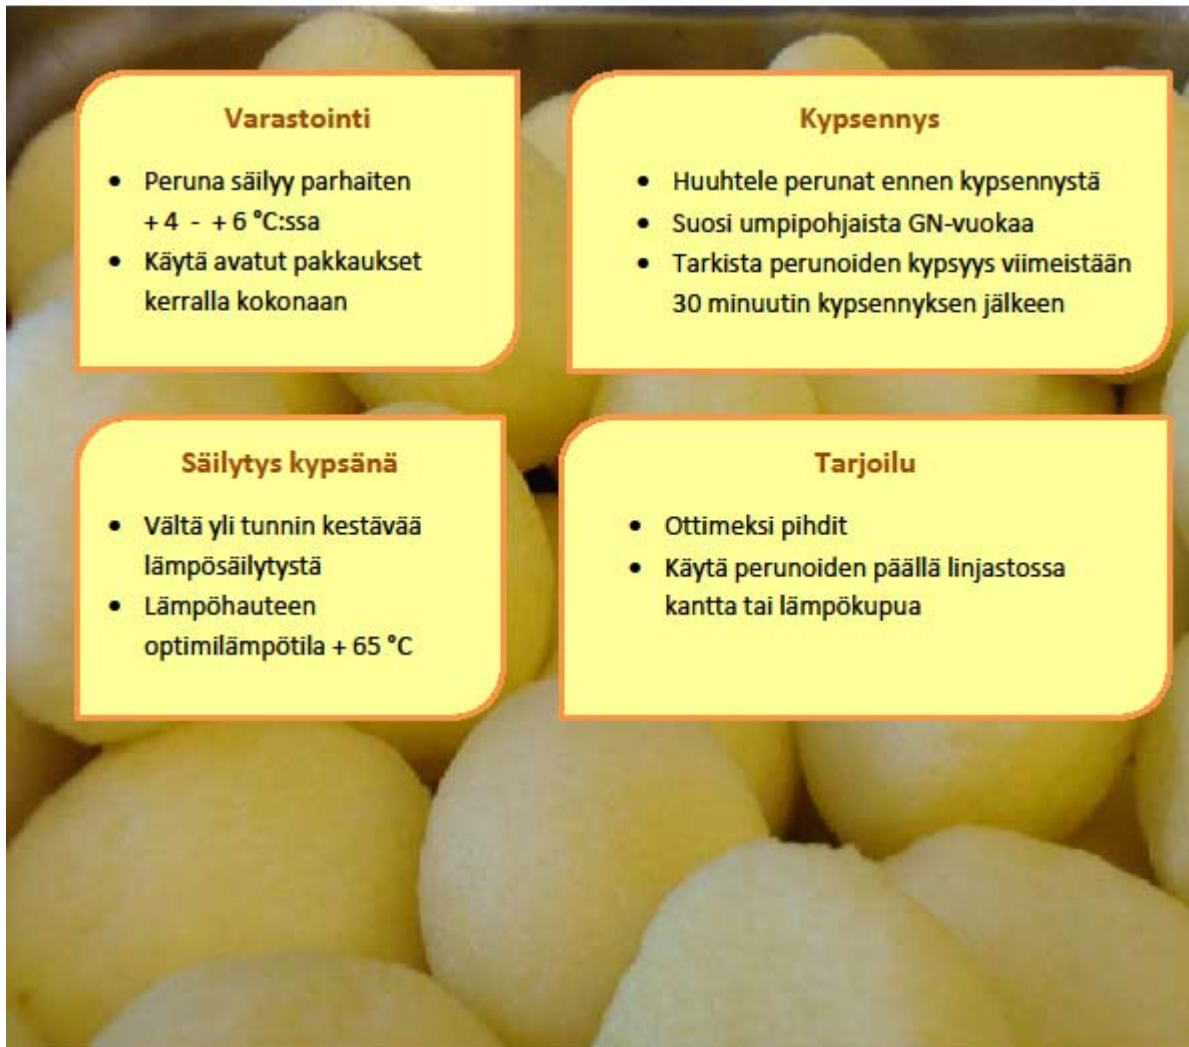 Varastointi
• Peruna säilyy parhaiten
+ 4 - + 6 °C:ssa
• Käytä avatut pakkaukset
kerralla kokonaan
Kypsennys
• Huuhtele perunat ennen kypsennystä
• Suosi umpipohjaista GN-vuokaa
• Tarkista perunoiden kypsyys viimeistään
30 minuutin kypsennyksen jälkeen
Säilytys kypsänä
• Vältä yli tunnin kestävää
lämpösäilytystä
• Lämpöhauteen
optimilämpötila + 65 °C
Tarjoilu
• Ottimeksi pihdit
• Käytä perunoiden päällä linjastossa
kantta tai lämpökupua